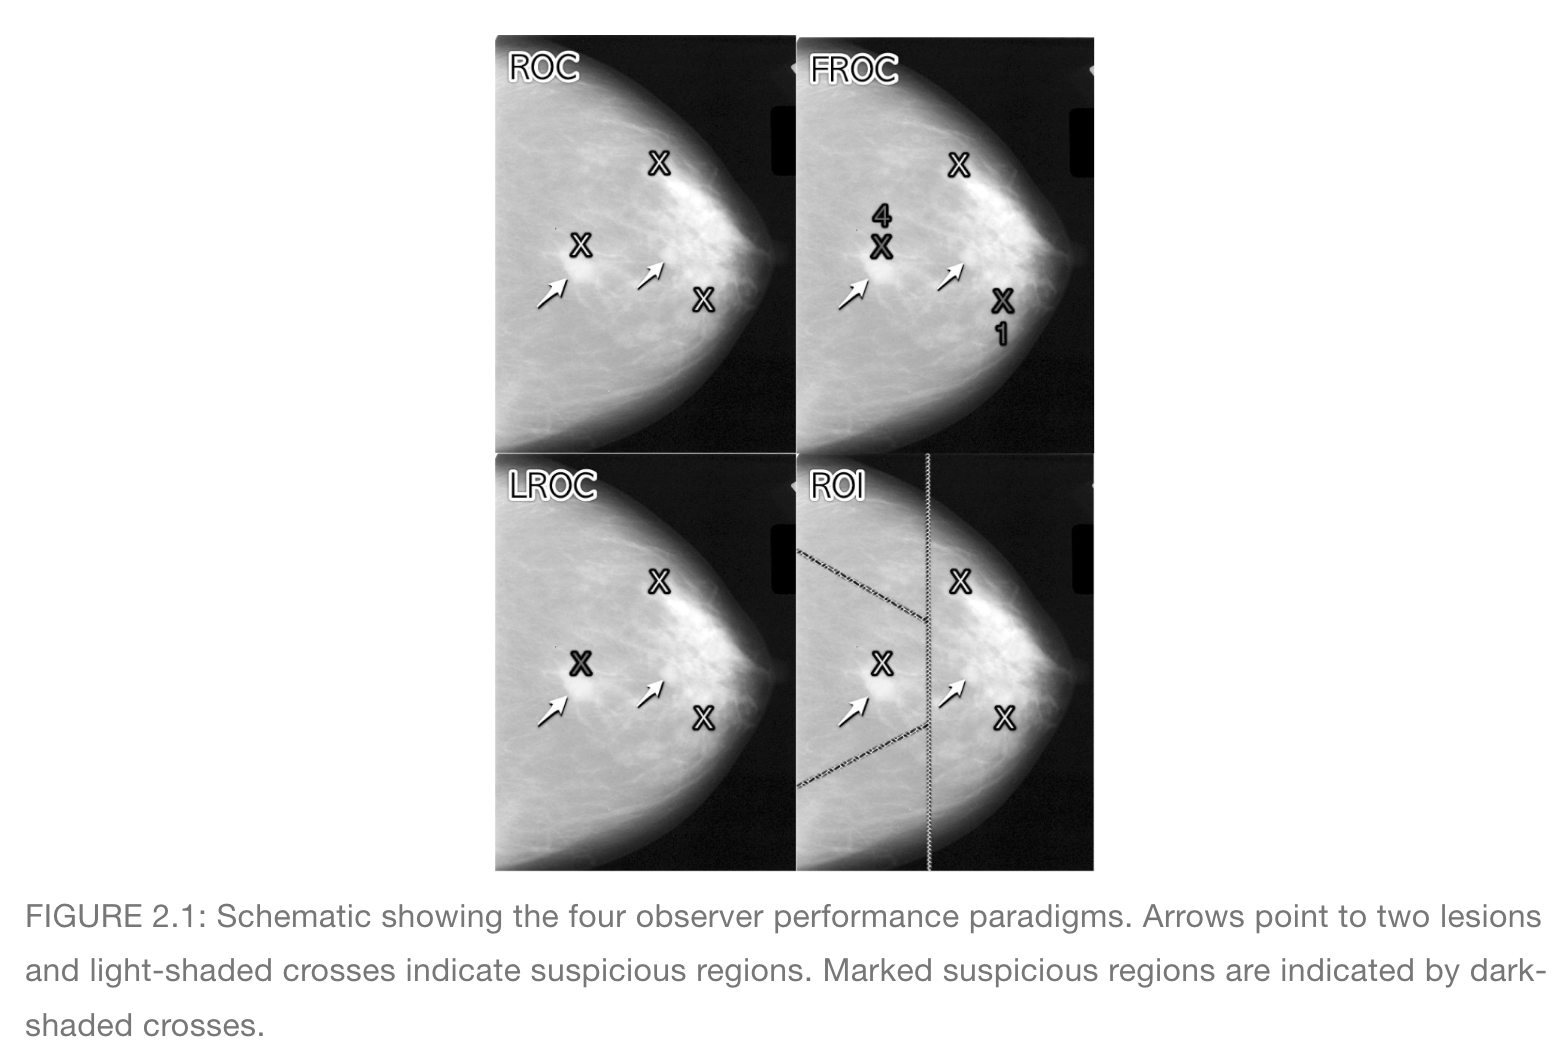 ROC
FROC
X
X
4
X
X
X
X
1
LROC
ROI
X
X
X
X
X
X
FIGURE 2.1: Schematic showing the four observer performance paradigms. Arrows point to two lesions
and light-shaded crosses indicate suspicious regions. Marked suspicious regions are indicated by dark-
shaded crosses.